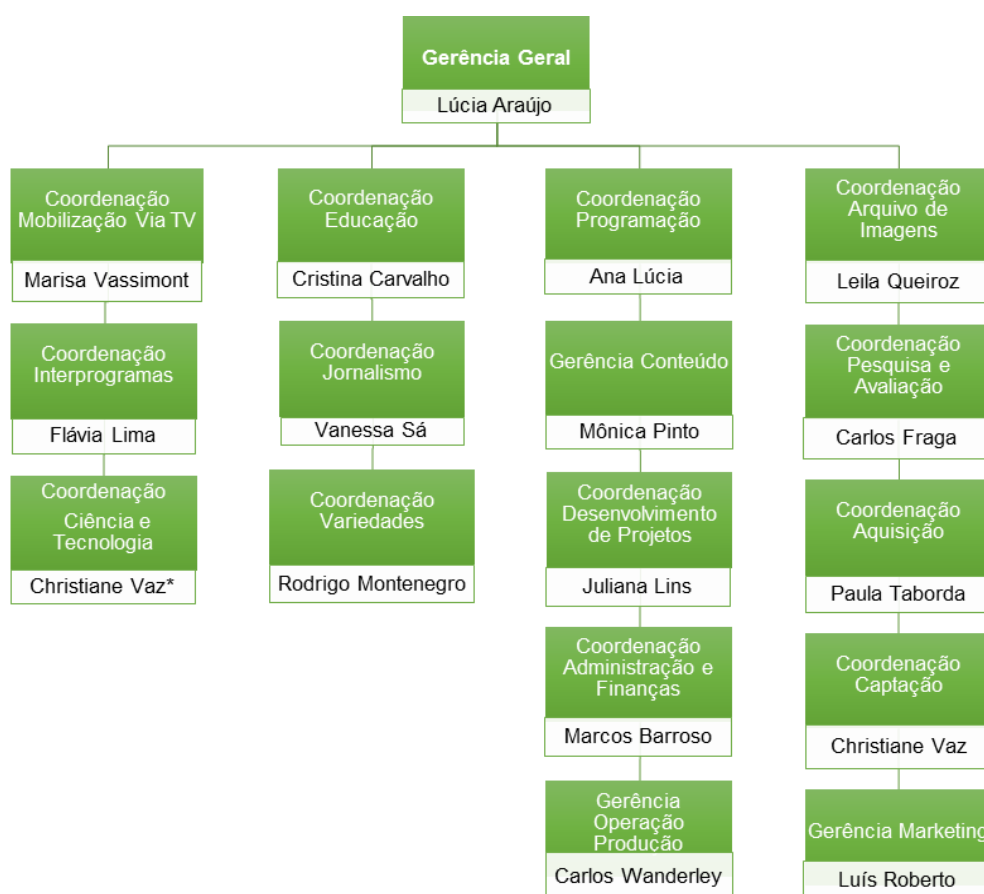 Gerência Geral
Lúcia Araújo
Coordenação
Mobilização Via TV
Marisa Vassimont
Coordenação
Interprogramas
Flávia Lima
Coordenação
Ciência e
Tecnologia
Christiane Vaz*
Coordenação
Educação
Cristina Carvalho
Coordenação
Jornalismo
Vanessa Sá
Coordenação
Variedades
Rodrigo Montenegro
Coordenação
Programação
Ana Lúcia
Gerência Conteúdo
Mônica Pinto
Coordenação
Desenvolvimento
de Projetos
Juliana Lins
Coordenação
Administração e
Finanças
Marcos Barroso
Gerência
Operação
Produção
Carlos Wanderley
Coordenação
Arquivo de
Imagens
Leila Queiroz
Coordenação
Pesquisa e
Avaliação
Carlos Fraga
Coordenação
Aquisição
Paula Taborda
Coordenação
Captação
Christiane Vaz
Gerência Marketing
Luís Roberto